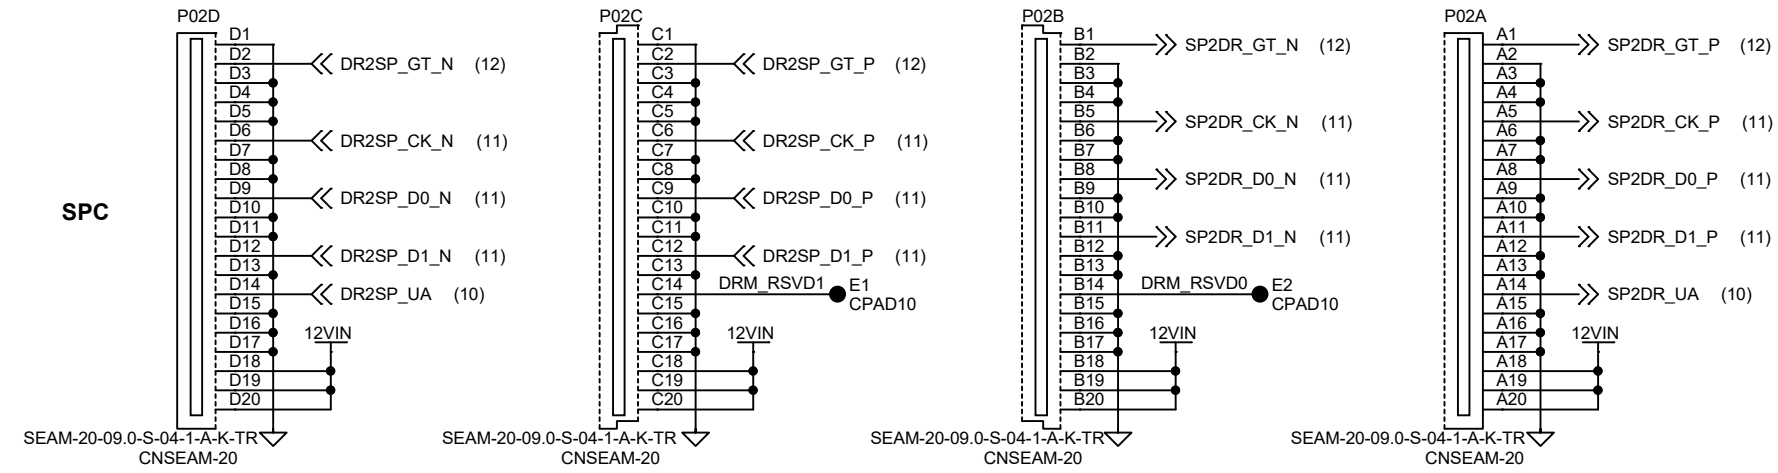 SPC
P02D
D1
D2
DR2SP_GT_N (12)
D3
D4
D5
D6
DR2SP_CK_N (11)
D7
D8
D9
DR2SP_D0_N (11)
D10
D11
D12
DR2SP_D1_N (11)
D13
D14
DR2SP_UA (10)
D15
D16
D17
12VIN
D18
D19
D20
SEAM-20-09.0-S-04-1-A-K-TR
CNSEAM-20
P02C
C1
C2
DR2SP_GT_P (12)
C3
C4
C5
C6
DR2SP_CK_P (11)
C7
C8
C9
DR2SP_D0_P (11)
C10
C11
C12
DR2SP_D1_P (11)
C13
C14
DRM_RSVD1
E1
CPAD10
C15
C16
C17
12VIN
C18
C19
C20
SEAM-20-09.0-S-04-1-A-K-TR
CNSEAM-20
P02B
B1
SP2DR_GT_N (12)
B2
B3
B4
B5
SP2DR_CK_N (11)
B6
B7
B8
SP2DR_D0_N (11)
B9
B10
B11
SP2DR_D1_N (11)
B12
B13
B14
DRM_RSVD0
E2
CPAD10
B15
B16
B17
12VIN
B18
B19
B20
SEAM-20-09.0-S-04-1-A-K-TR
CNSEAM-20
P02A
A1
SP2DR_GT_P (12)
A2
A3
A4
A5
SP2DR_CK_P (11)
A6
A7
A8
SP2DR_D0_P (11)
A9
A10
A11
SP2DR_D1_P (11)
A12
A13
A14
SP2DR_UA (10)
A15
A16
A17
12VIN
A18
A19
A20
SEAM-20-09.0-S-04-1-A-K-TR
CNSEAM-20